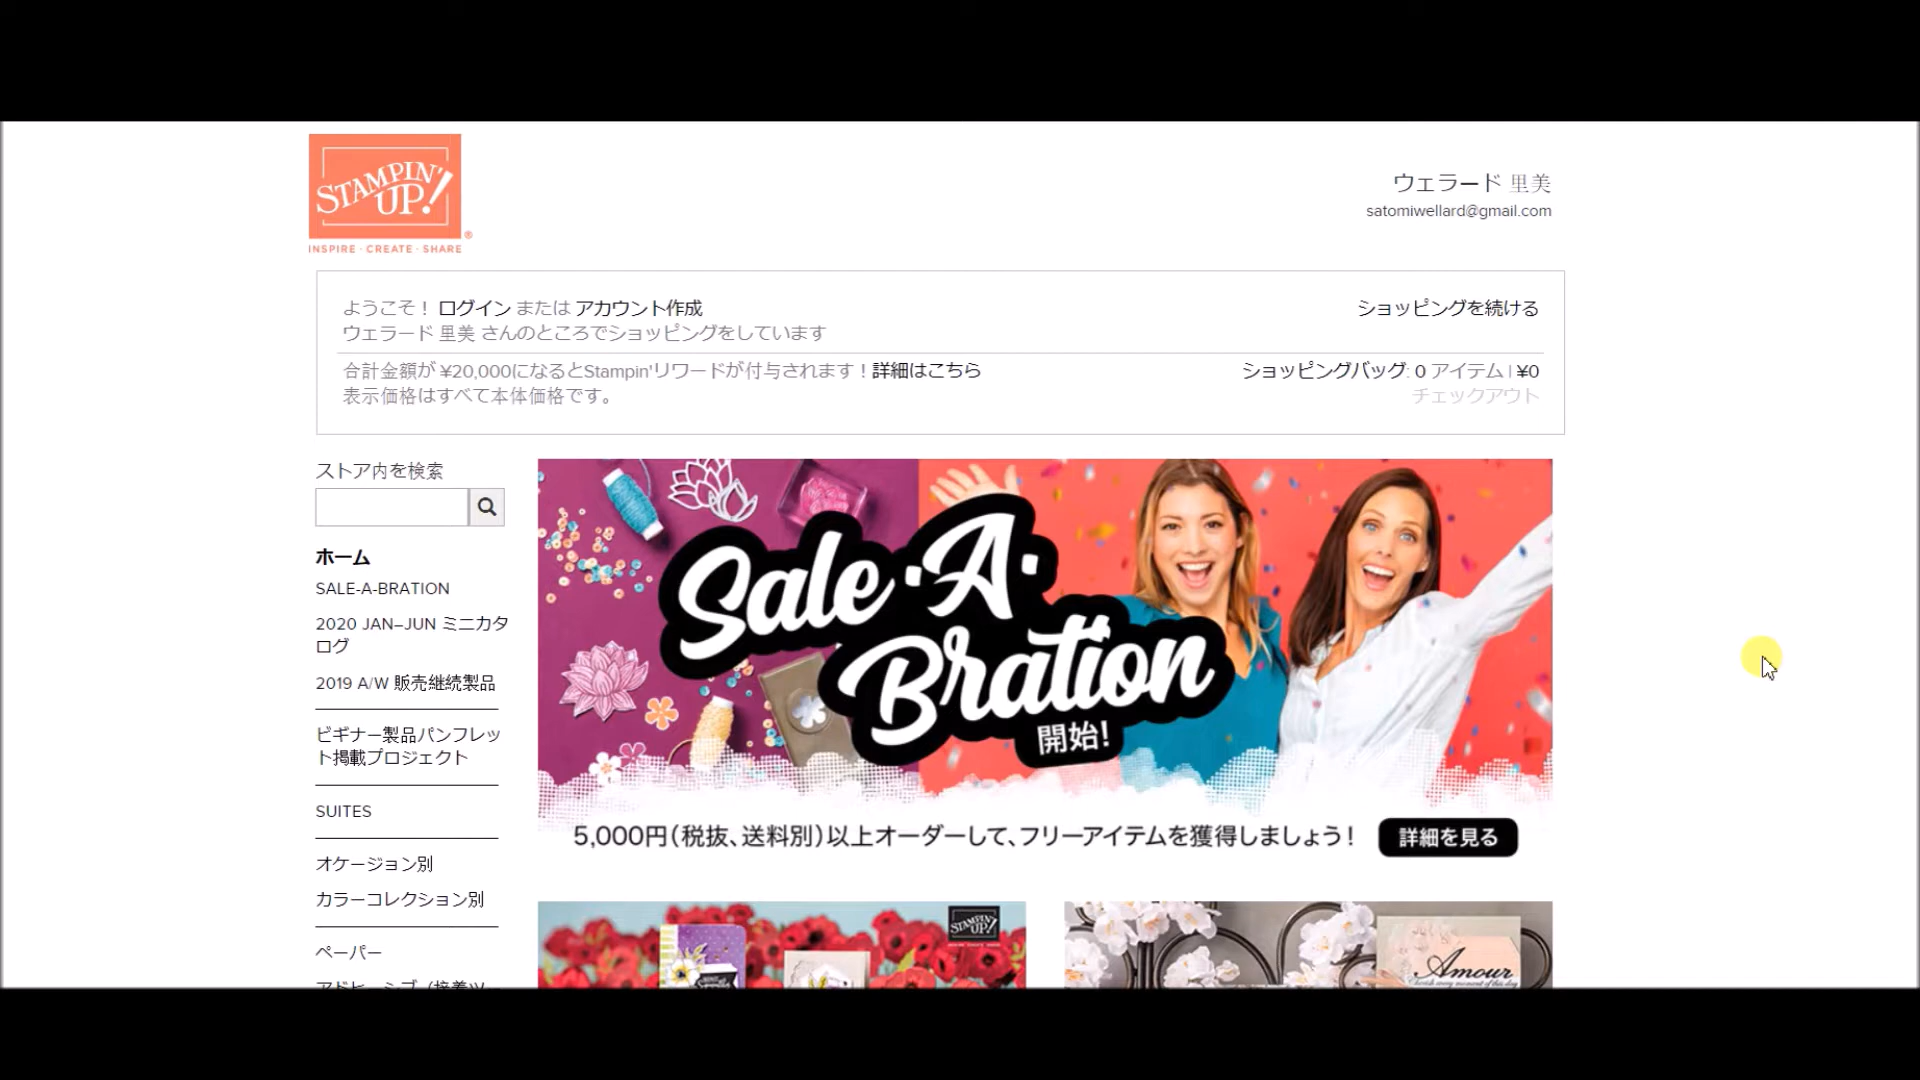 STAMPIN' UP!®
INSPIRE · CREATE · SHARE
ウェラード 里美
satomiwellard@gmail.com
ようこそ！ ログイン または アカウント作成
ショッピングを続ける
ウェラード 里美 さんのところでショッピングをしています
合計金額が ¥20,000になるとStampin'リワードが付与されます！詳細はこちら
ショッピングバッグ: 0 アイテム | ¥0
表示価格はすべて本体価格です。
チェックアウト
ストア内を検索
ホーム
SALE-A-BRATION
2020 JAN–JUN ミニカタ
ログ
2019 A/W 販売継続製品
ビギナー製品パンフレッ
ト掲載プロジェクト
SUITES
オケージョン別
カラーコレクション別
ペーパー
アドヒーシブ（接着ツー
Sale·A·
Bration
開始!
5,000円(税抜、送料別)以上オーダーして、フリーアイテムを獲得しましょう!
詳細を見る
STAMPIN' UP!
Amour